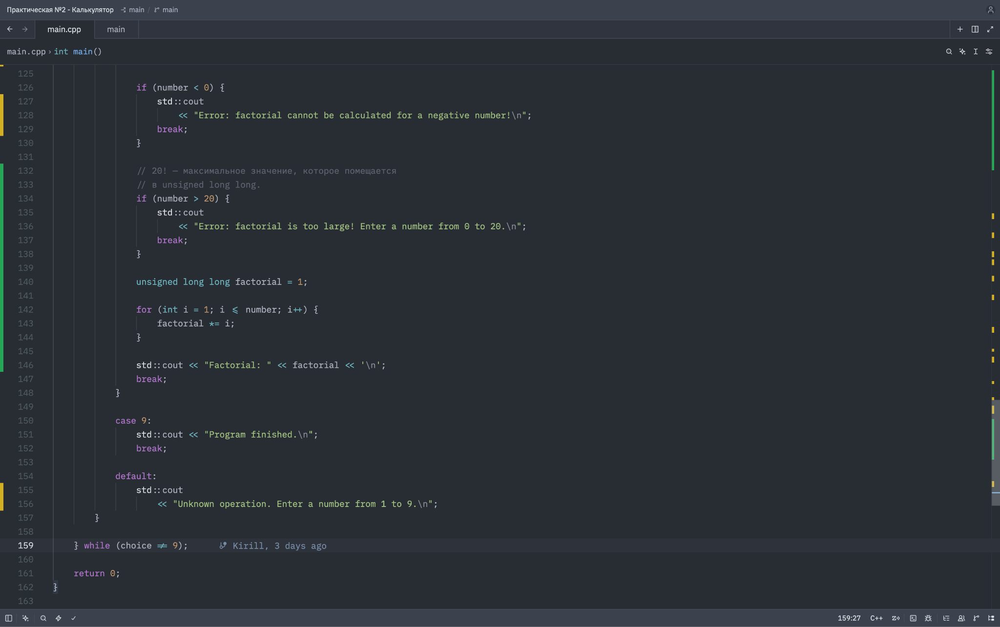 Практическая №2 - Калькулятор main / main
main.cpp main
main.cpp › int main()
125
126 if (number < 0) {
127 std::cout
128 << "Error: factorial cannot be calculated for a negative number!\n";
129 break;
130 }
131
132 // 20! — максимальное значение, которое помещается
133 // в unsigned long long.
134 if (number > 20) {
135 std::cout
136 << "Error: factorial is too large! Enter a number from 0 to 20.\n";
137 break;
138 }
139
140 unsigned long long factorial = 1;
141
142 for (int i = 1; i <= number; i++) {
143 factorial *= i;
144 }
145
146 std::cout << "Factorial: " << factorial << '\n';
147 break;
148 }
149
150 case 9:
151 std::cout << "Program finished.\n";
152 break;
153
154 default:
155 std::cout
156 << "Unknown operation. Enter a number from 1 to 9.\n";
157 }
158
159 } while (choice != 9); Kirill, 3 days ago
160
161 return 0;
162 }
163
159:27 C++